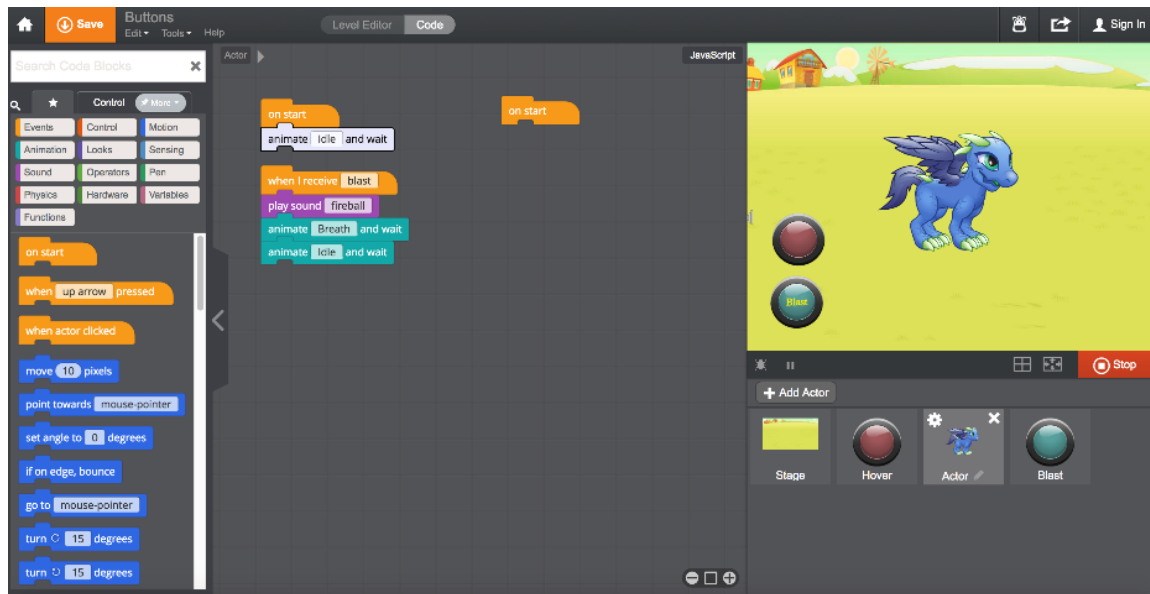 Save
Buttons
Edit Tools Help
Level Editor Code
Sign In
Search Code Blocks
Control More
Events Control Motion
Animation Looks Sensing
Sound Operators Pen
Physics Hardware Variables
Functions
on start
when up arrow pressed
when actor clicked
move 10 pixels
point towards mouse-pointer
set angle to 0 degrees
if on edge, bounce
go to mouse-pointer
turn 15 degrees
turn 15 degrees
Actor
JavaScript
on start
animate Idle and wait
when I receive blast
play sound fireball
animate Breath and wait
animate Idle and wait
on start
Blast
Stop
Add Actor
Stage Hover Actor Blast